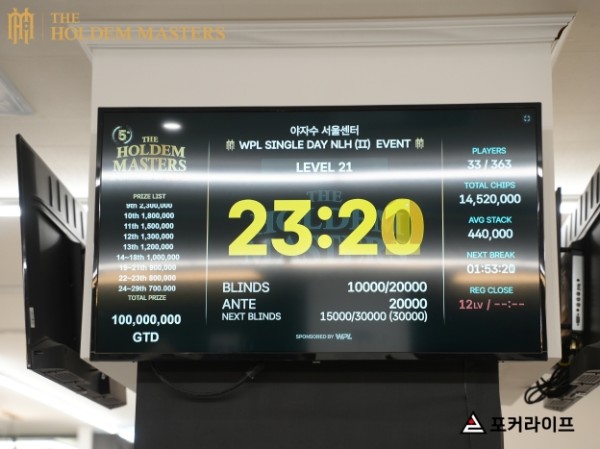 THE
HOLDEM MASTERS
5th
THE
HOLDEM
MASTERS
야자수 서울센터
WPL SINGLE DAY NLH (II) EVENT
LEVEL 21
23:20
BLINDS 10000/20000
ANTE 20000
NEXT BLINDS 15000/30000 (30000)
SPONSORED BY WPL
PRIZE LIST
9th 2,300,000
10th 1,800,000
11th 1,500,000
12th 1,300,000
13th 1,200,000
14-18th 1,000,000
19-21th 900,000
22-23th 800,000
24-29th 700,000
TOTAL PRIZE
100,000,000
GTD
PLAYERS
33 / 363
TOTAL CHIPS
14,520,000
AVG STACK
440,000
NEXT BREAK
01:53:20
REG CLOSE
12LV / --:--
포커라이프